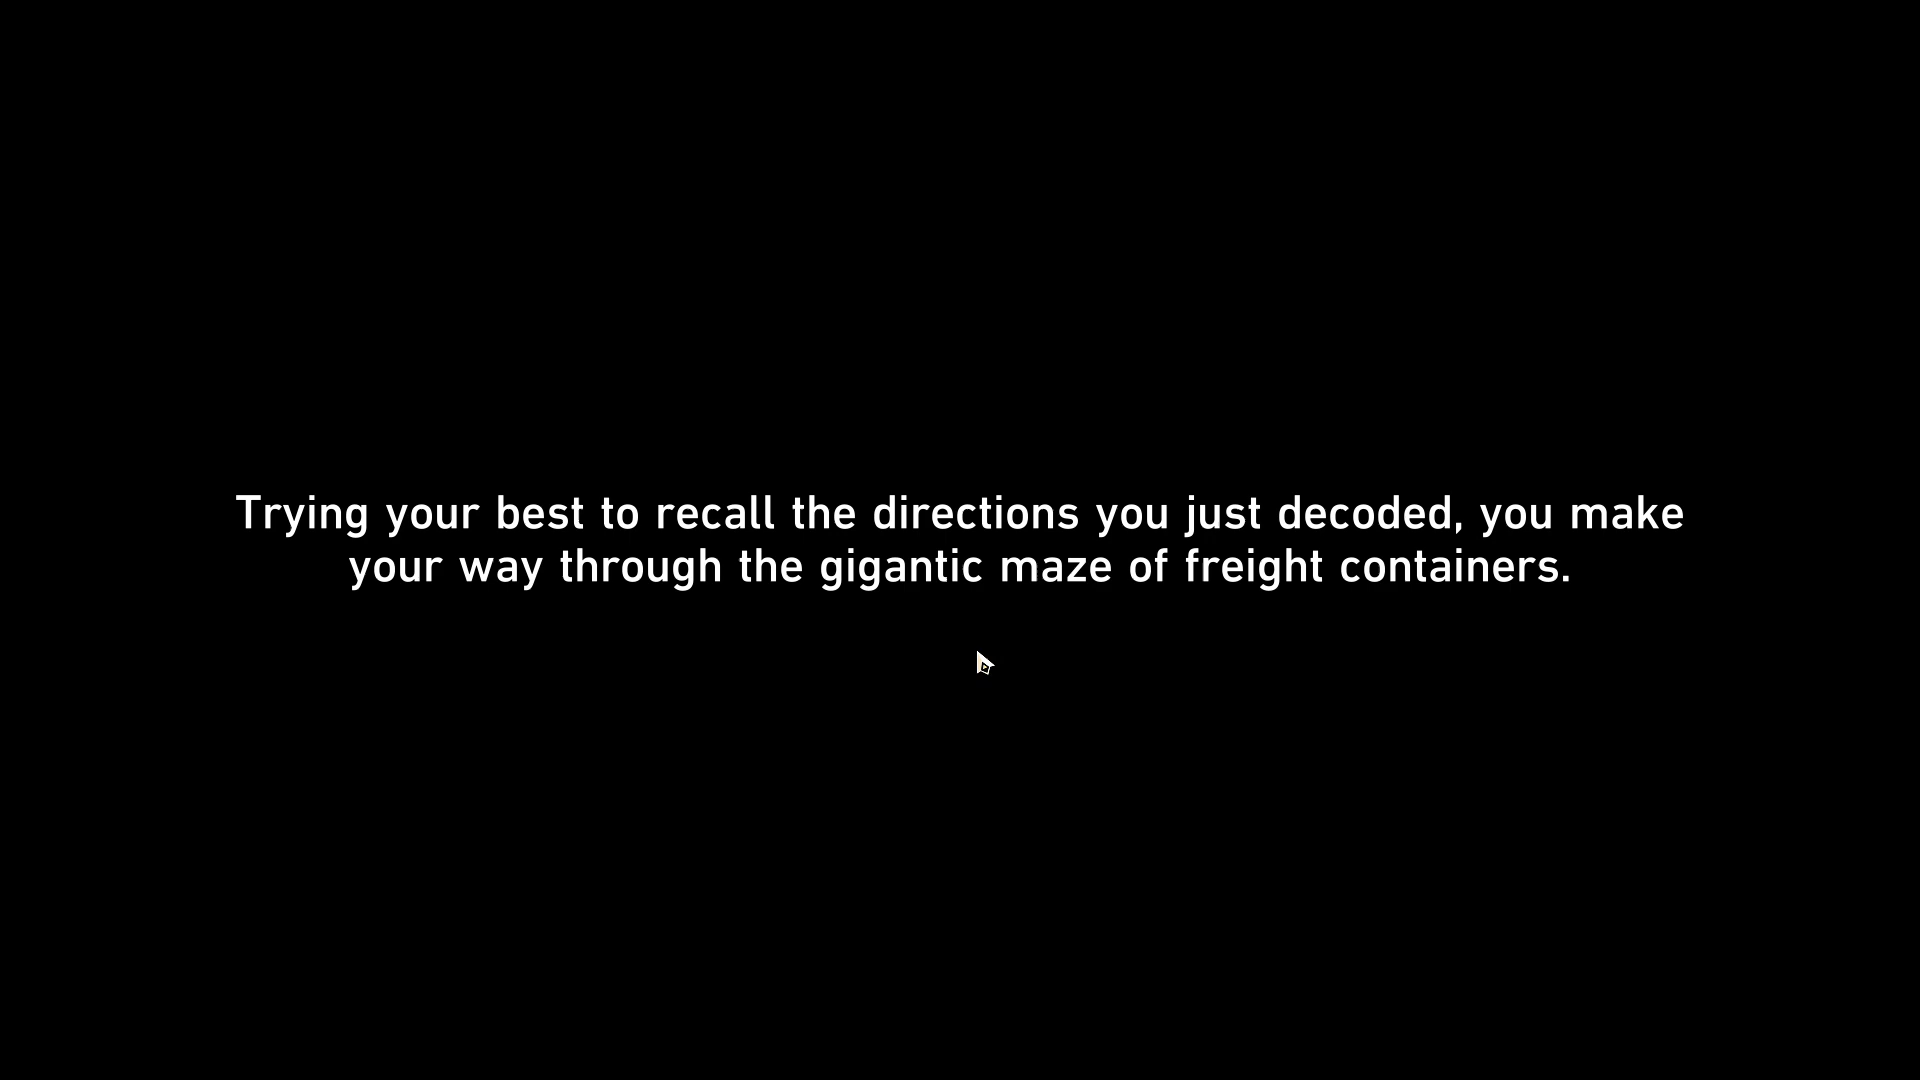 Trying your best to recall the directions you just decoded, you make
your way through the gigantic maze of freight containers.